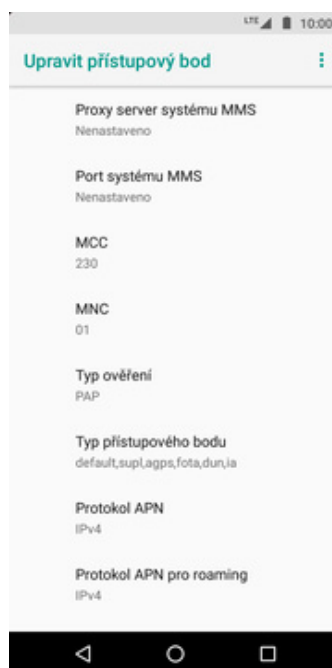 LTE 10:00
Upravit přístupový bod
Proxy server systému MMS
Nenastaveno
Port systému MMS
Nenastaveno
MCC
230
MNC
01
Typ ověření
PAP
Typ přístupového bodu
default,supl,agps,fota,dun,ia
Protokol APN
IPv4
Protokol APN pro roaming
IPv4